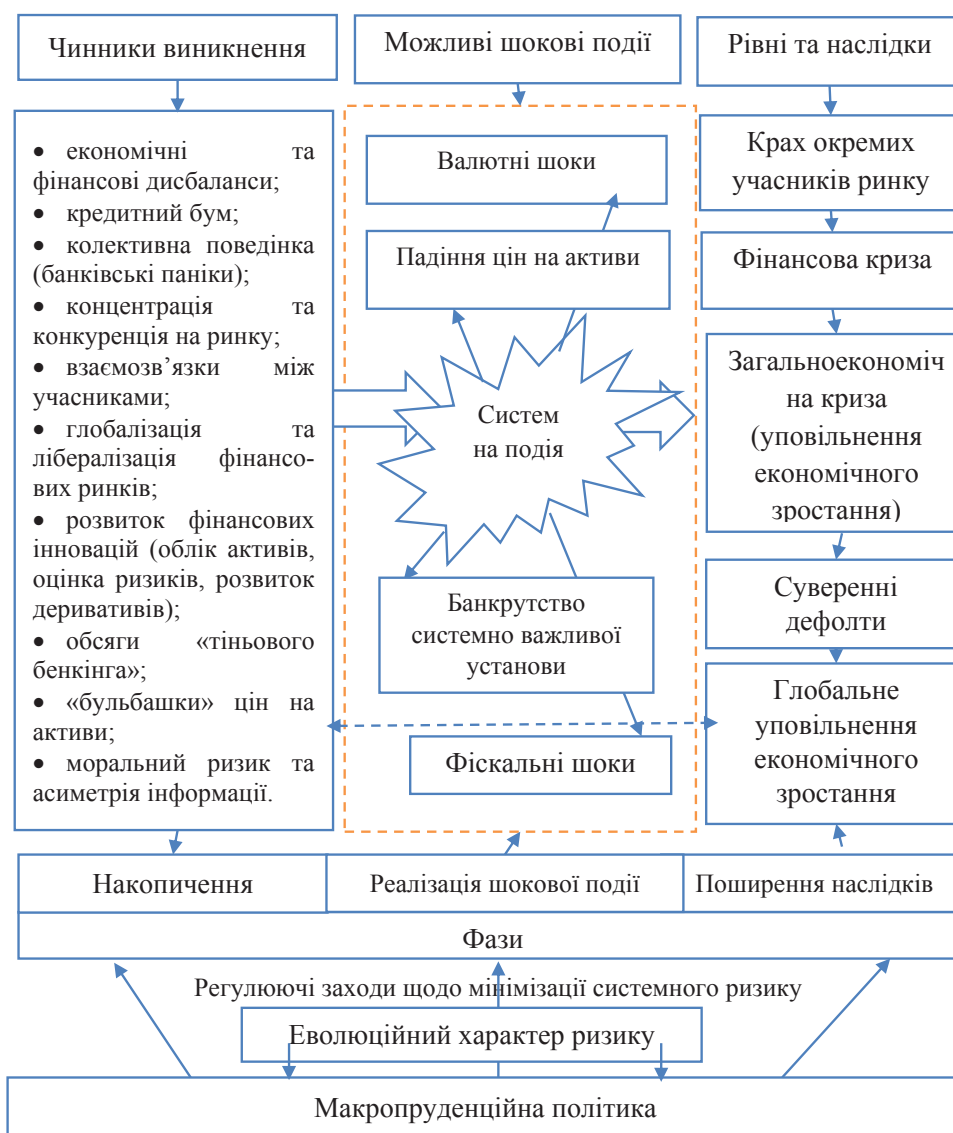 Чинники виникнення
Можливі шокові події
Рівні та наслідки
• економічні та
фінансові дисбаланси;
• кредитний бум;
• колективна поведінка
(банківські паніки);
• концентрація та
конкуренція на ринку;
• взаємозв’язки між
учасниками;
• глобалізація та
лібералізація фінансо-
вих ринків;
• розвиток фінансових
інновацій (облік активів,
оцінка ризиків, розвиток
деривативів);
• обсяги «тіньового
бенкінга»;
• «бульбашки» цін на
активи;
• моральний ризик та
асиметрія інформації.
Валютні шоки
Падіння цін на активи
Систем
на подія
Банкрутство
системно важливої
установи
Фіскальні шоки
Крах окремих
учасників ринку
Фінансова криза
Загальноекономіч
на криза
(уповільнення
економічного
зростання)
Суверенні
дефолти
Глобальне
уповільнення
економічного
зростання
Накопичення
Реалізація шокової події
Поширення наслідків
Фази
Регулюючі заходи щодо мінімізації системного ризику
Еволюційний характер ризику
Макропруденційна політика